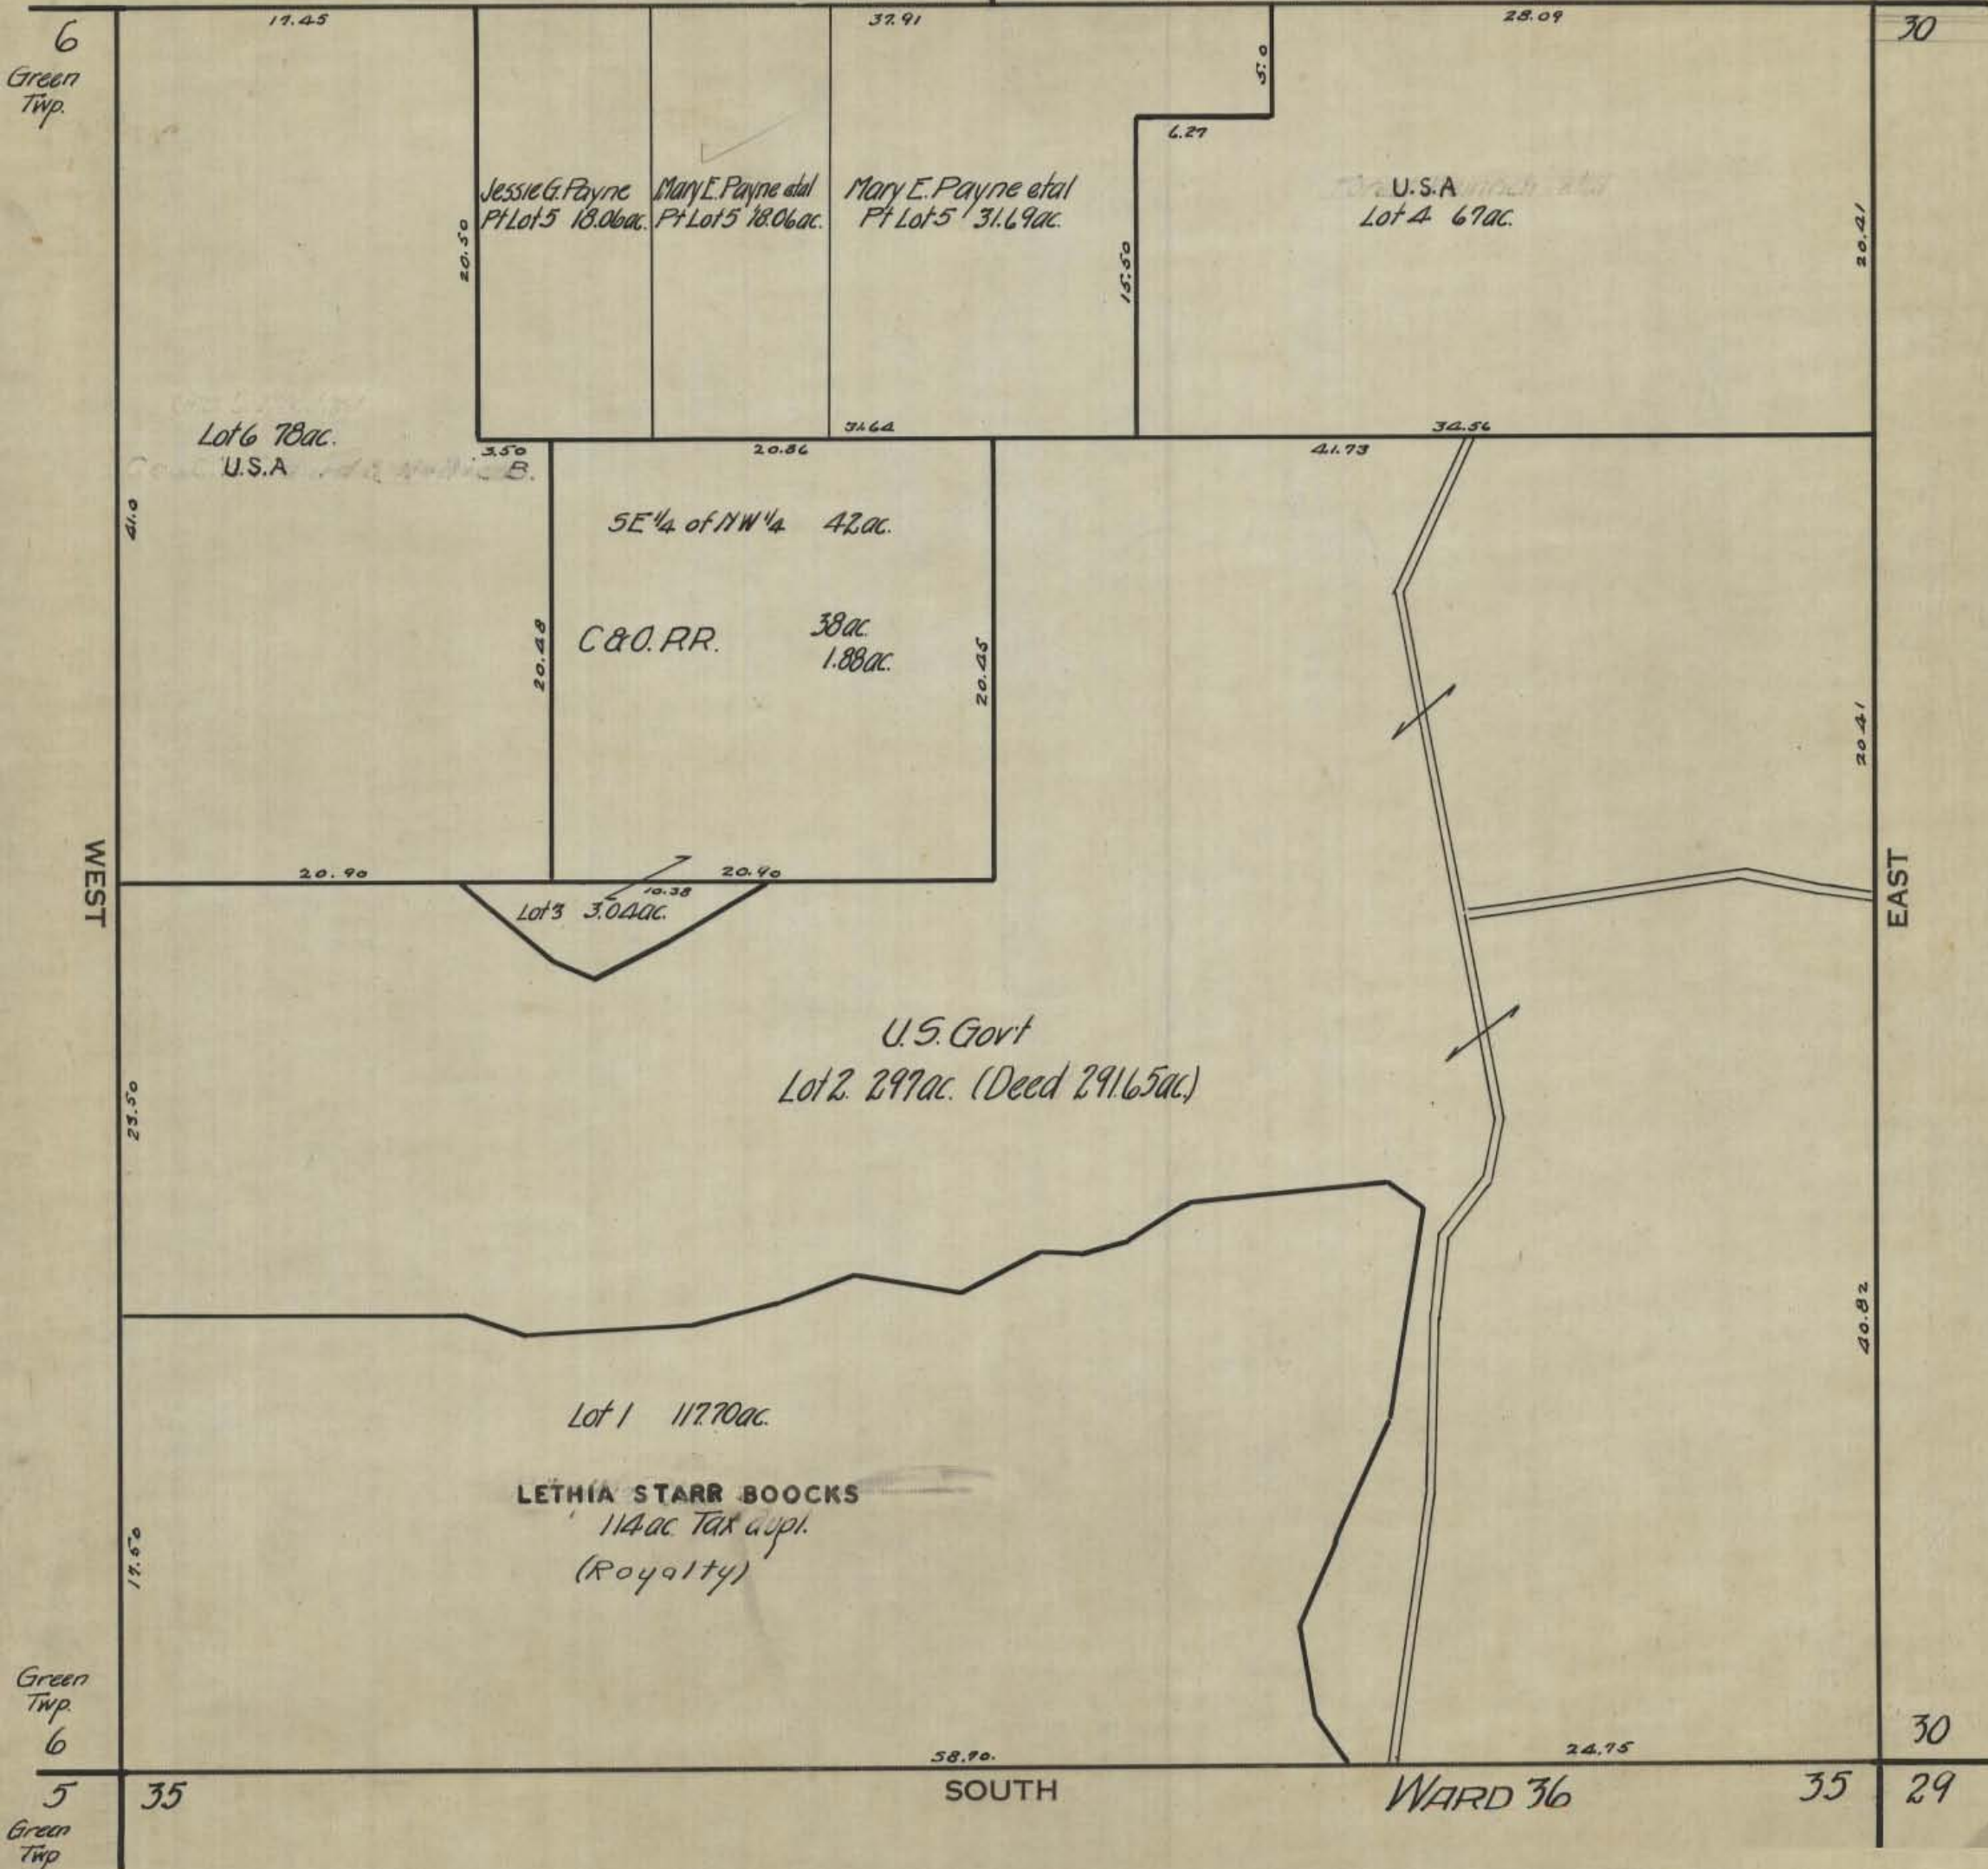 6
Green
Twp.
17.45
37.91
28.09
30
5.0
6.27
Jessie G. Payne
Pt Lot 5 18.06ac.
Mary E. Payne etal
Pt Lot 5 18.06ac.
Mary E. Payne etal
Pt Lot 5 31.69ac.
U.S.A
Lot 4 67ac.
20.50
15.50
20.41
Lot 6 78ac.
U.S.A
B.
3.50
31.64
20.86
34.56
41.73
41.0
SE 1/4 of NW 1/4 42ac.
C & O. RR.
38ac.
1.88ac.
20.48
20.45
20.41
WEST
EAST
20.90
20.90
10.38
Lot 3 3.04ac.
U.S. Gov't
Lot 2. 297ac. (Deed 291.65ac.)
23.50
40.82
Lot 1 117.70ac.
LETHIA STARR BOOCKS
114ac Tax dupl.
(Royalty)
17.50
Green
Twp.
6
58.90.
24.75
30
5
35
SOUTH
WARD 36
35
29
Green
Twp